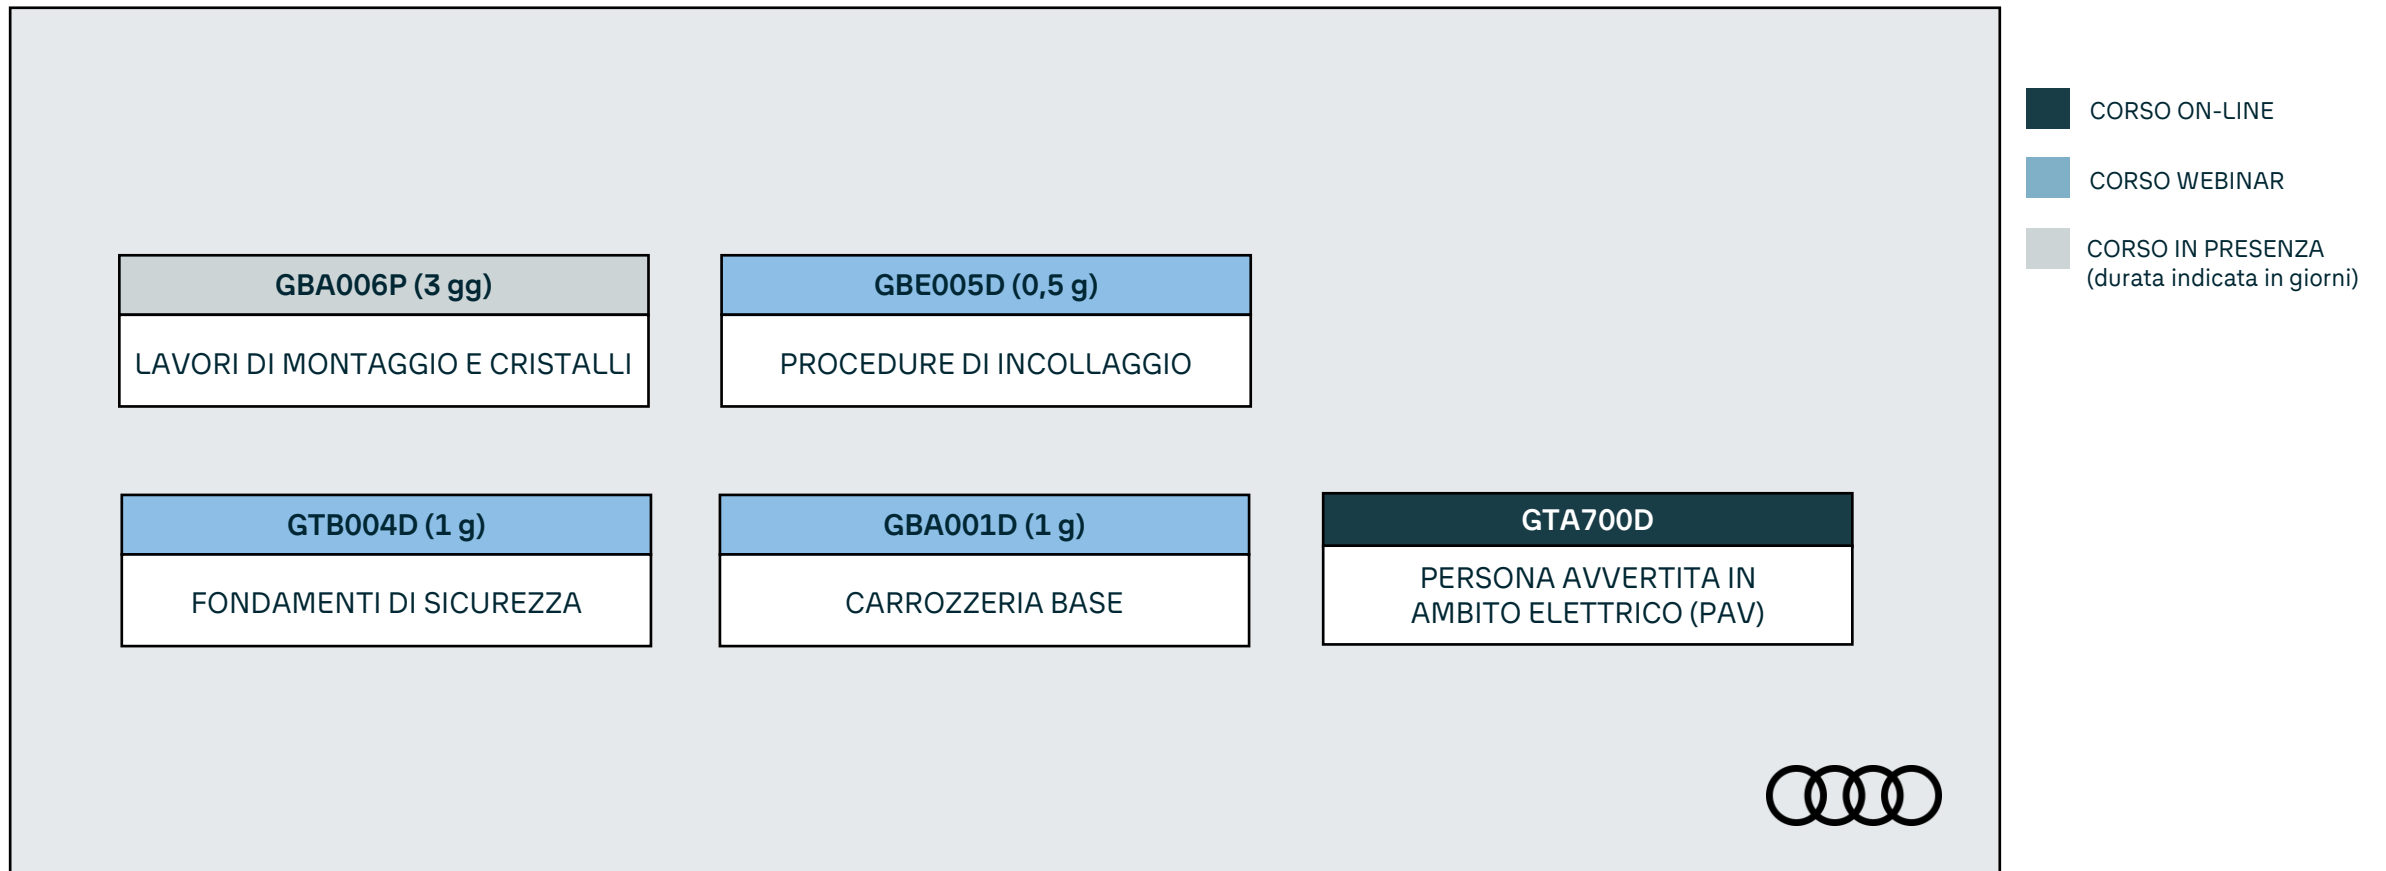 CORSO ON-LINE
CORSO WEBINAR
CORSO IN PRESENZA
(durata indicata in giorni)
GBA006P (3 gg)
LAVORI DI MONTAGGIO E CRISTALLI
GBE005D (0,5 g)
PROCEDURE DI INCOLLAGGIO
GTB004D (1 g)
FONDAMENTI DI SICUREZZA
GBA001D (1 g)
CARROZZERIA BASE
GTA700D
PERSONA AVVERTITA IN
AMBITO ELETTRICO (PAV)